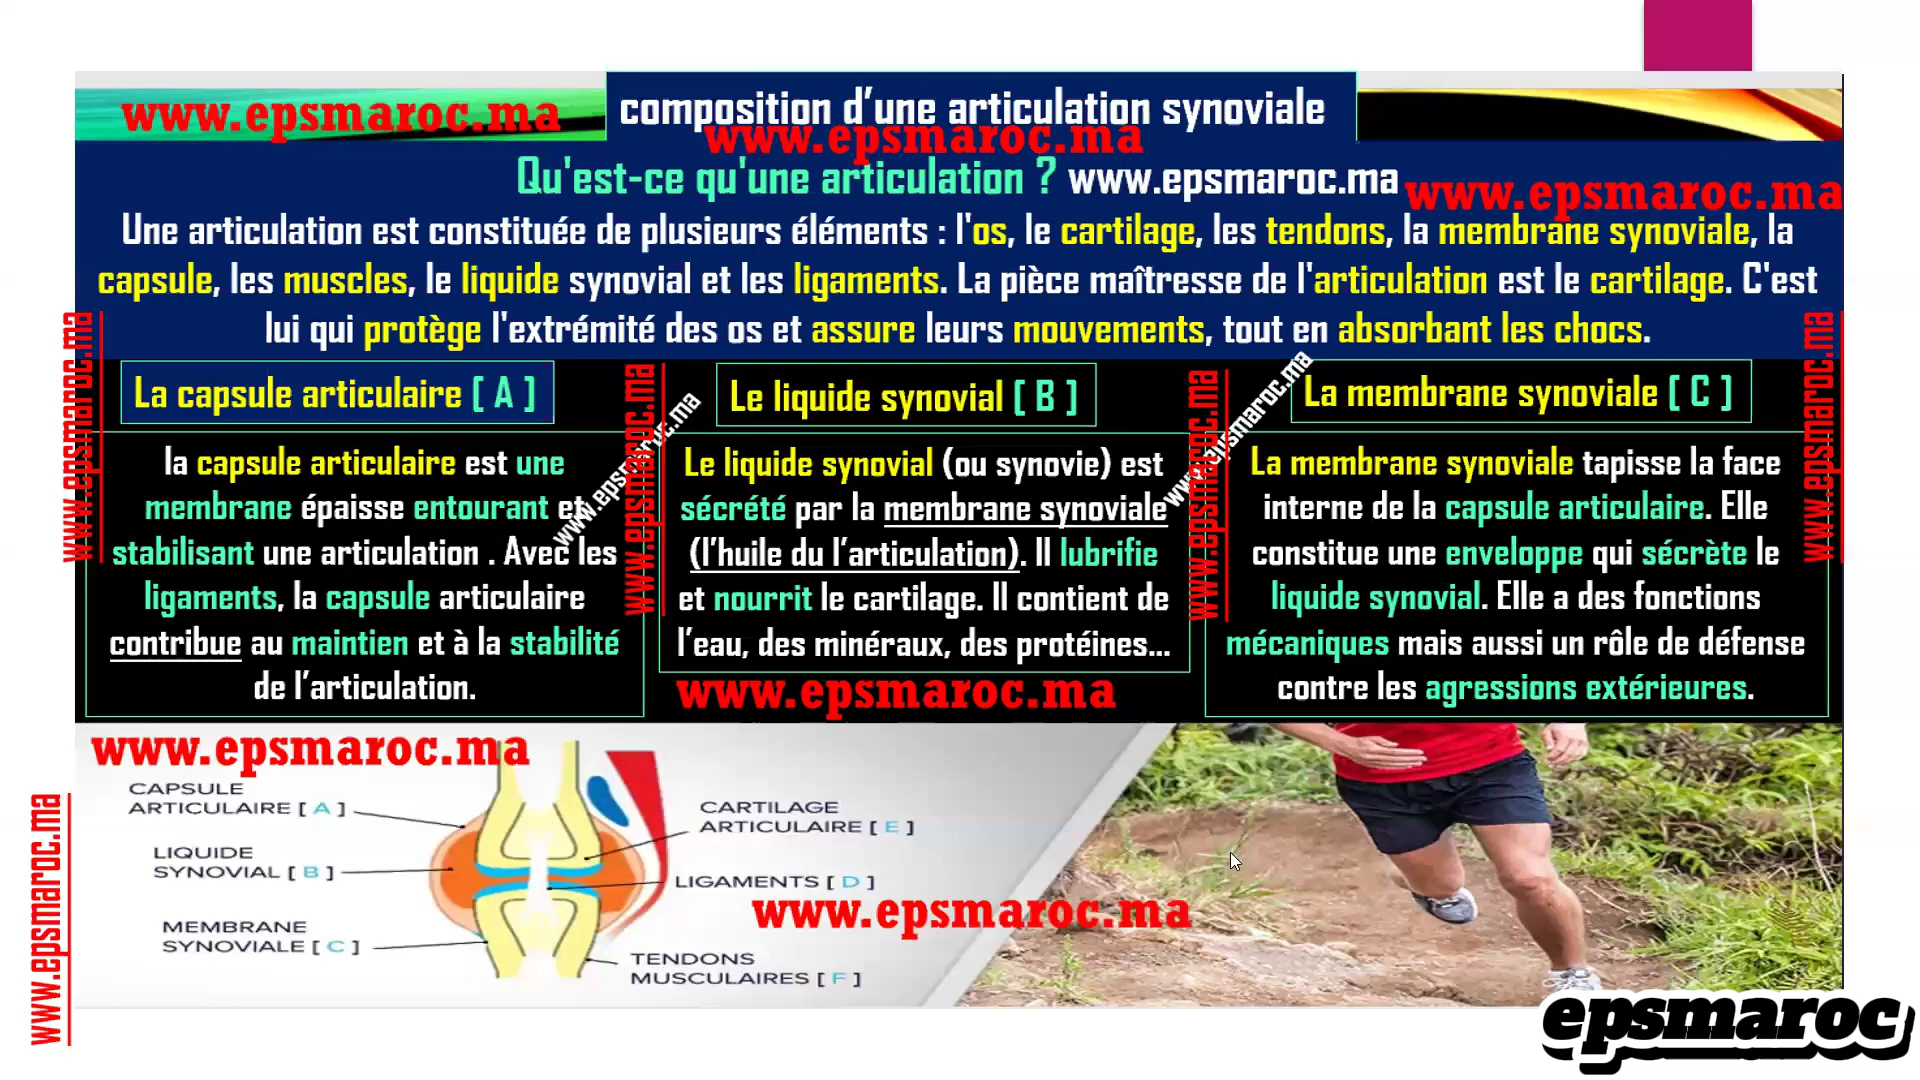 www.epsmaroc.ma
composition d’une articulation synoviale
www.epsmaroc.ma
Qu'est-ce qu'une articulation ? www.epsmaroc.ma
www.epsmaroc.ma
Une articulation est constituée de plusieurs éléments : l'os, le cartilage, les tendons, la membrane synoviale, la
capsule, les muscles, le liquide synovial et les ligaments. La pièce maîtresse de l'articulation est le cartilage. C'est
lui qui protège l'extrémité des os et assure leurs mouvements, tout en absorbant les chocs.
www.epsmaroc.ma
La capsule articulaire [ A ]
la capsule articulaire est une
membrane épaisse entourant et
stabilisant une articulation . Avec les
ligaments, la capsule articulaire
contribue au maintien et à la stabilité
de l’articulation.
www.epsmaroc.ma
www.epsmaroc.ma
Le liquide synovial [ B ]
Le liquide synovial (ou synovie) est
sécrété par la membrane synoviale
(l’huile du l’articulation). Il lubrifie
et nourrit le cartilage. Il contient de
l’eau, des minéraux, des protéines...
www.epsmaroc.ma
www.epsmaroc.ma
www.epsmaroc.ma
La membrane synoviale [ C ]
La membrane synoviale tapisse la face
interne de la capsule articulaire. Elle
constitue une enveloppe qui sécrète le
liquide synovial. Elle a des fonctions
mécaniques mais aussi un rôle de défense
contre les agressions extérieures.
www.epsmaroc.ma
www.epsmaroc.ma
www.epsmaroc.ma
CAPSULE
ARTICULAIRE [ A ]
LIQUIDE
SYNOVIAL [ B ]
MEMBRANE
SYNOVIALE [ C ]
CARTILAGE
ARTICULAIRE [ E ]
LIGAMENTS [ D ]
www.epsmaroc.ma
TENDONS
MUSCULAIRES [ F ]
epsmaroc